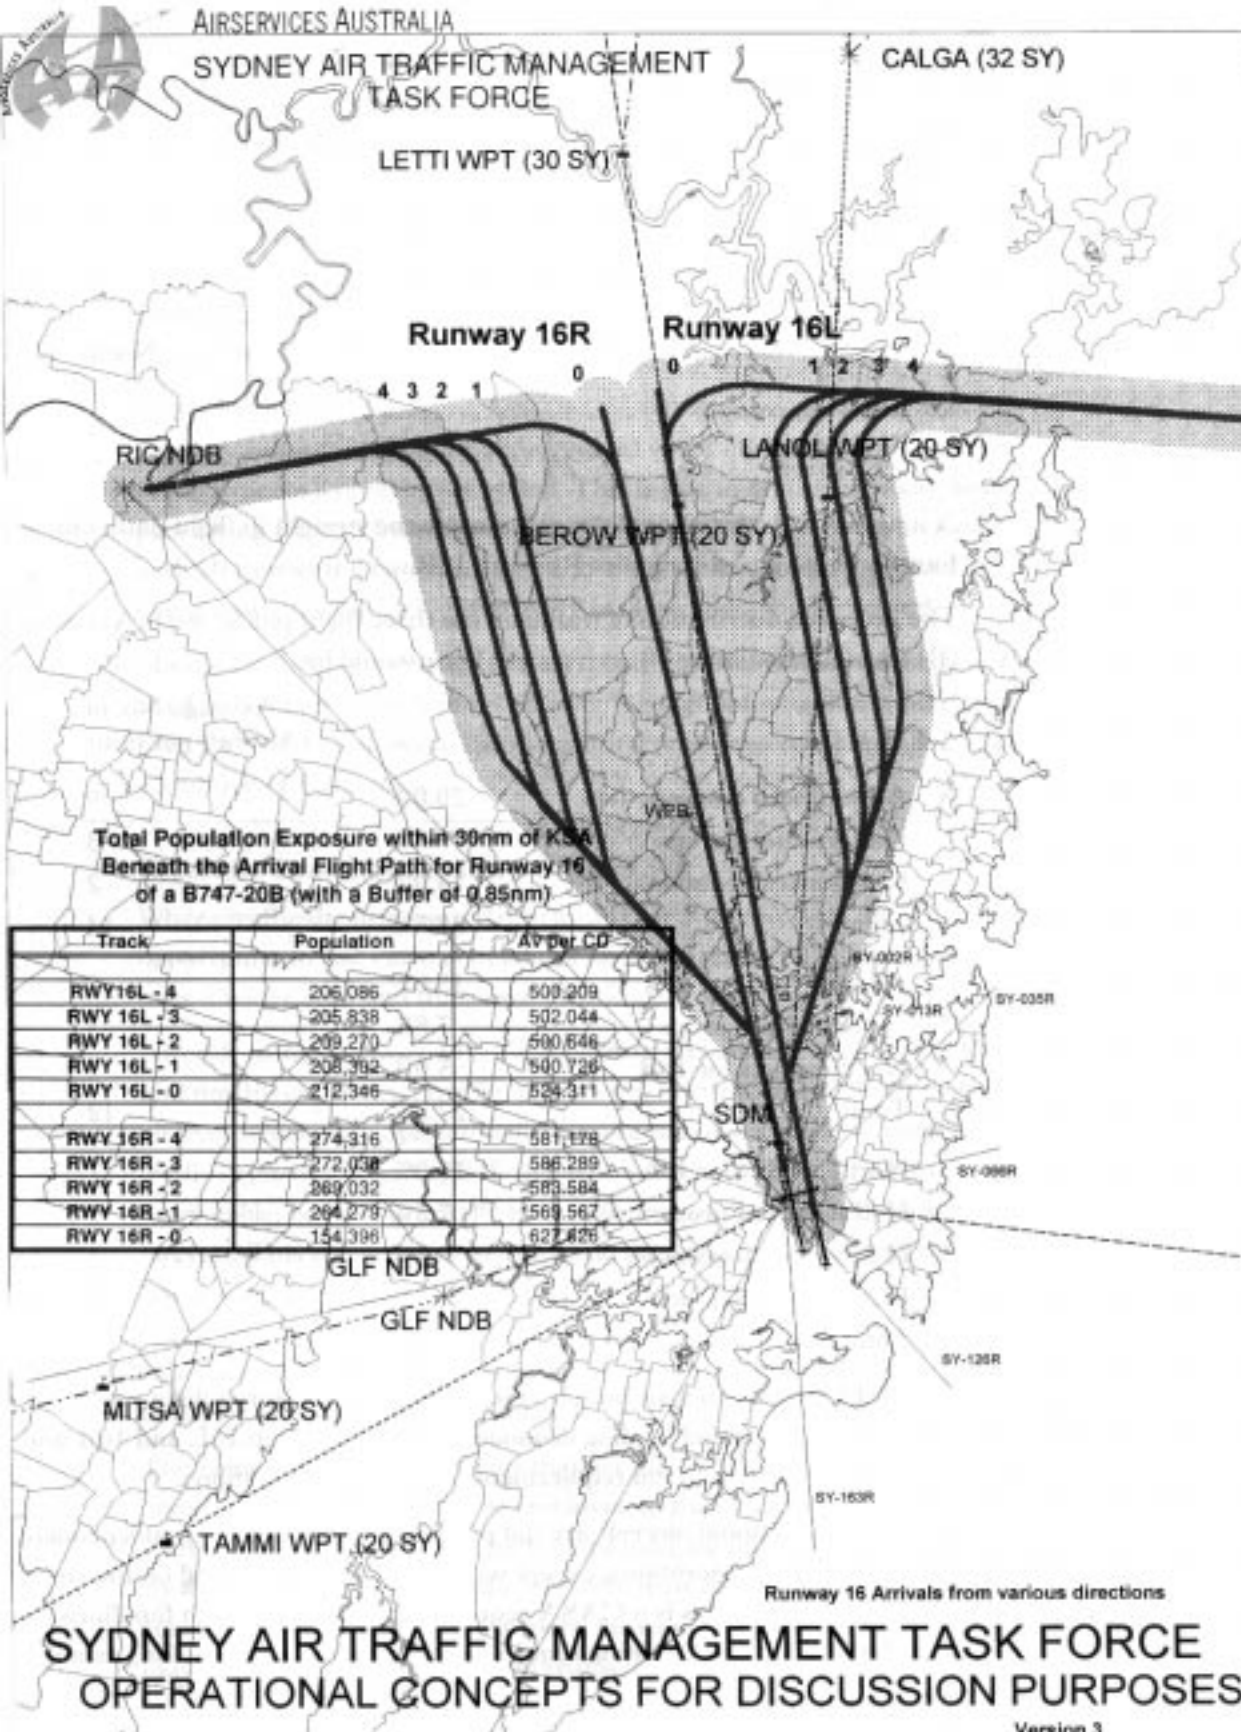 AIRSERVICES AUSTRALIA
SYDNEY AIR TRAFFIC MANAGEMENT
TASK FORCE
CALGA (32 SY)
LETTI WPT (30 SY)
Runway 16R
Runway 16L
4 3 2 1 0
0 1 2 3 4
RIC NDB
LANOL WPT (20 SY)
BEROW WPT (20 SY)
WPB
Total Population Exposure within 30nm of KSA
Beneath the Arrival Flight Path for Runway 16
of a B747-20B (with a Buffer of 0.85nm)
Track Population Av per CD
RWY16L - 4 206,086 500.209
RWY 16L - 3 205,838 502.044
RWY 16L - 2 209,270 500.646
RWY 16L - 1 208,392 500.726
RWY 16L - 0 212,346 524.311
RWY 16R - 4 274,316 581.178
RWY 16R - 3 272,038 586.289
RWY 16R - 2 269,032 583.584
RWY 16R - 1 264,279 569.567
RWY 16R - 0 154,396 627.626
SY-002R
SY-013R
SY-035R
SDM
SY-066R
GLF NDB
GLF NDB
SY-126R
MITSA WPT (20 SY)
SY-163R
TAMMI WPT (20 SY)
Runway 16 Arrivals from various directions
SYDNEY AIR TRAFFIC MANAGEMENT TASK FORCE
OPERATIONAL CONCEPTS FOR DISCUSSION PURPOSES
Version 3